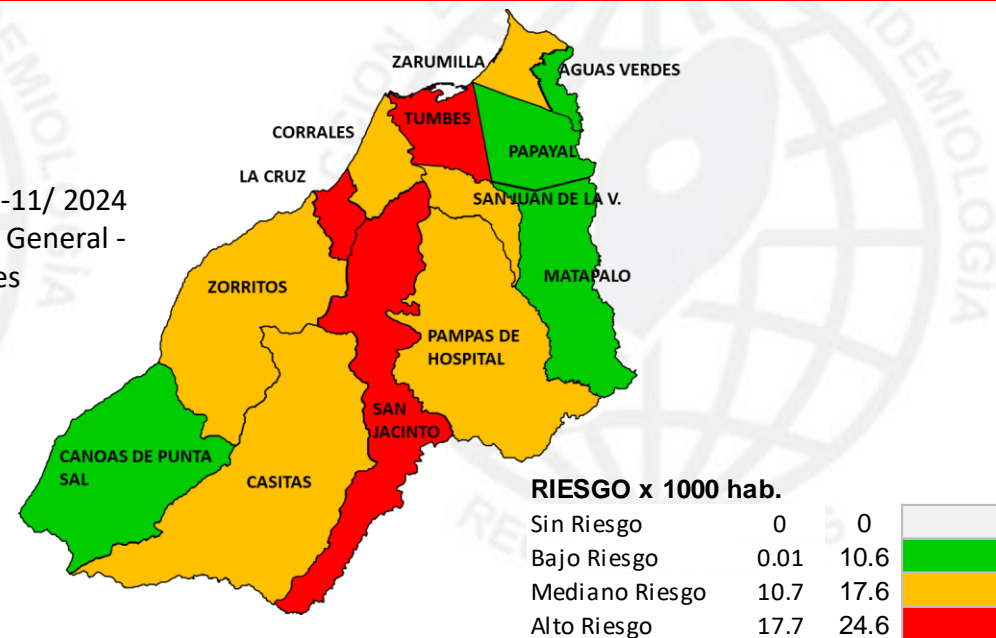 ZARUMILLA
AGUAS VERDES
TUMBES
CORRALES
PAPAYAL
LA CRUZ
-11/ 2024
SAN JUAN DE LA V.
General -
es
MATAPALO
ZORRITOS
PAMPAS DE
HOSPITAL
SAN
JACINTO
CANOAS DE PUNTA
SAL
CASITAS
RIESGO x 1000 hab.
Sin Riesgo 0 0
Bajo Riesgo 0.01 10.6
Mediano Riesgo 10.7 17.6
Alto Riesgo 17.7 24.6